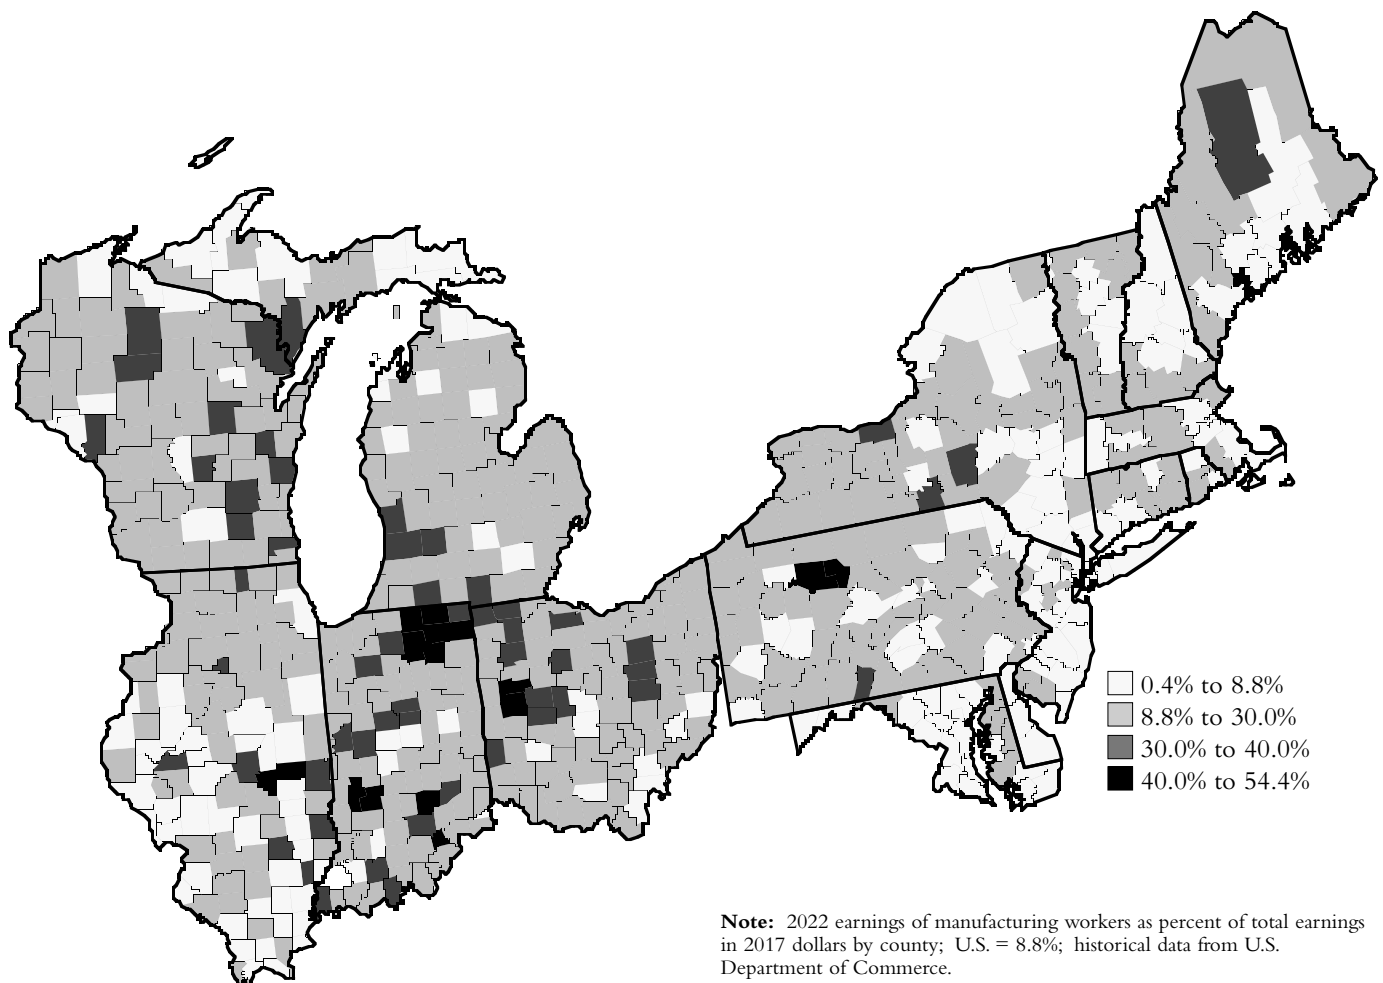 0.4% to 8.8%
8.8% to 30.0%
30.0% to 40.0%
40.0% to 54.4%
Note: 2022 earnings of manufacturing workers as percent of total earnings
in 2017 dollars by county; U.S. = 8.8%; historical data from U.S.
Department of Commerce.